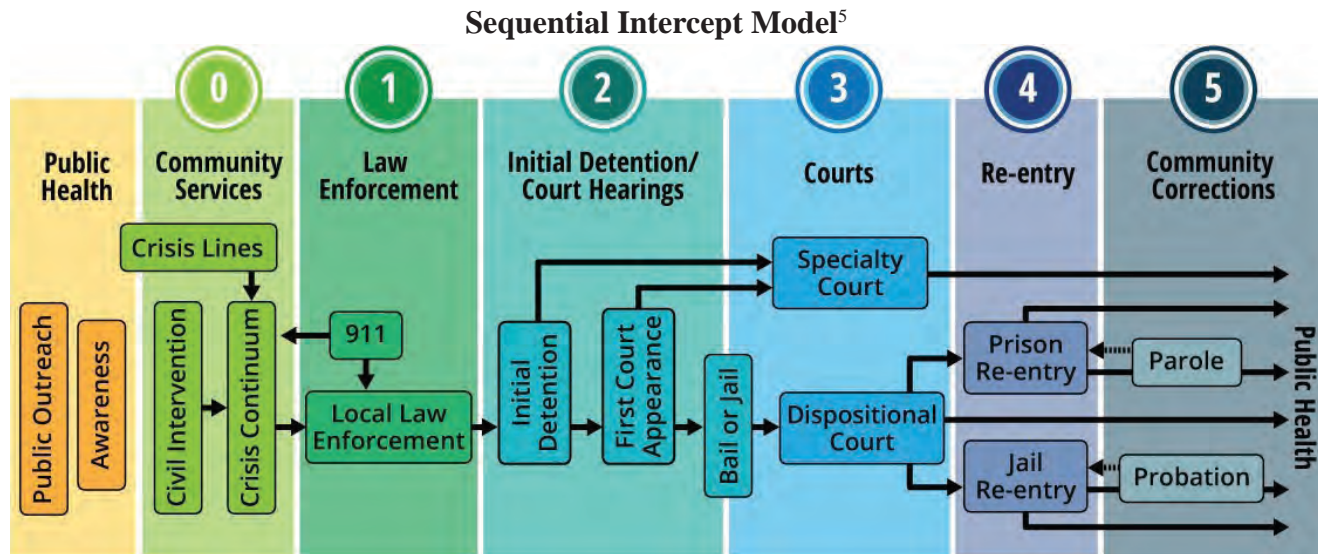 Sequential Intercept Model5
0
1
2
3
4
5
Public
Health
Community
Services
Law
Enforcement
Initial Detention/
Court Hearings
Courts
Re-entry
Community
Corrections
Crisis Lines
Public Outreach
Awareness
Civil Intervention
Crisis Continuum
911
Local Law
Enforcement
Initial
Detention
First Court
Appearance
Bail or Jail
Specialty
Court
Dispositional
Court
Prison
Re-entry
Jail
Re-entry
Parole
Probation
Public Health